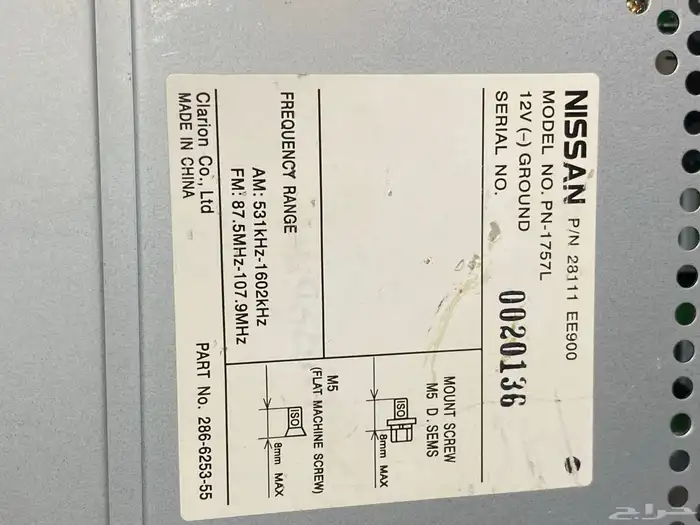 NISSAN P/N 28111 EE900
MODEL NO. PN-1757L
12V (-) GROUND
SERIAL NO. 0020136
MOUNT SCREW
M5 D.SEMS
ISO
8mm MAX
M5
(FLAT MACHINE SCREW)
ISO
8mm MAX
FREQUENCY RANGE
AM: 531kHz-1602kHz
FM: 87.5MHz-107.9MHz
Clarion Co., Ltd
MADE IN CHINA
PART No. 286-6253-55
حراج